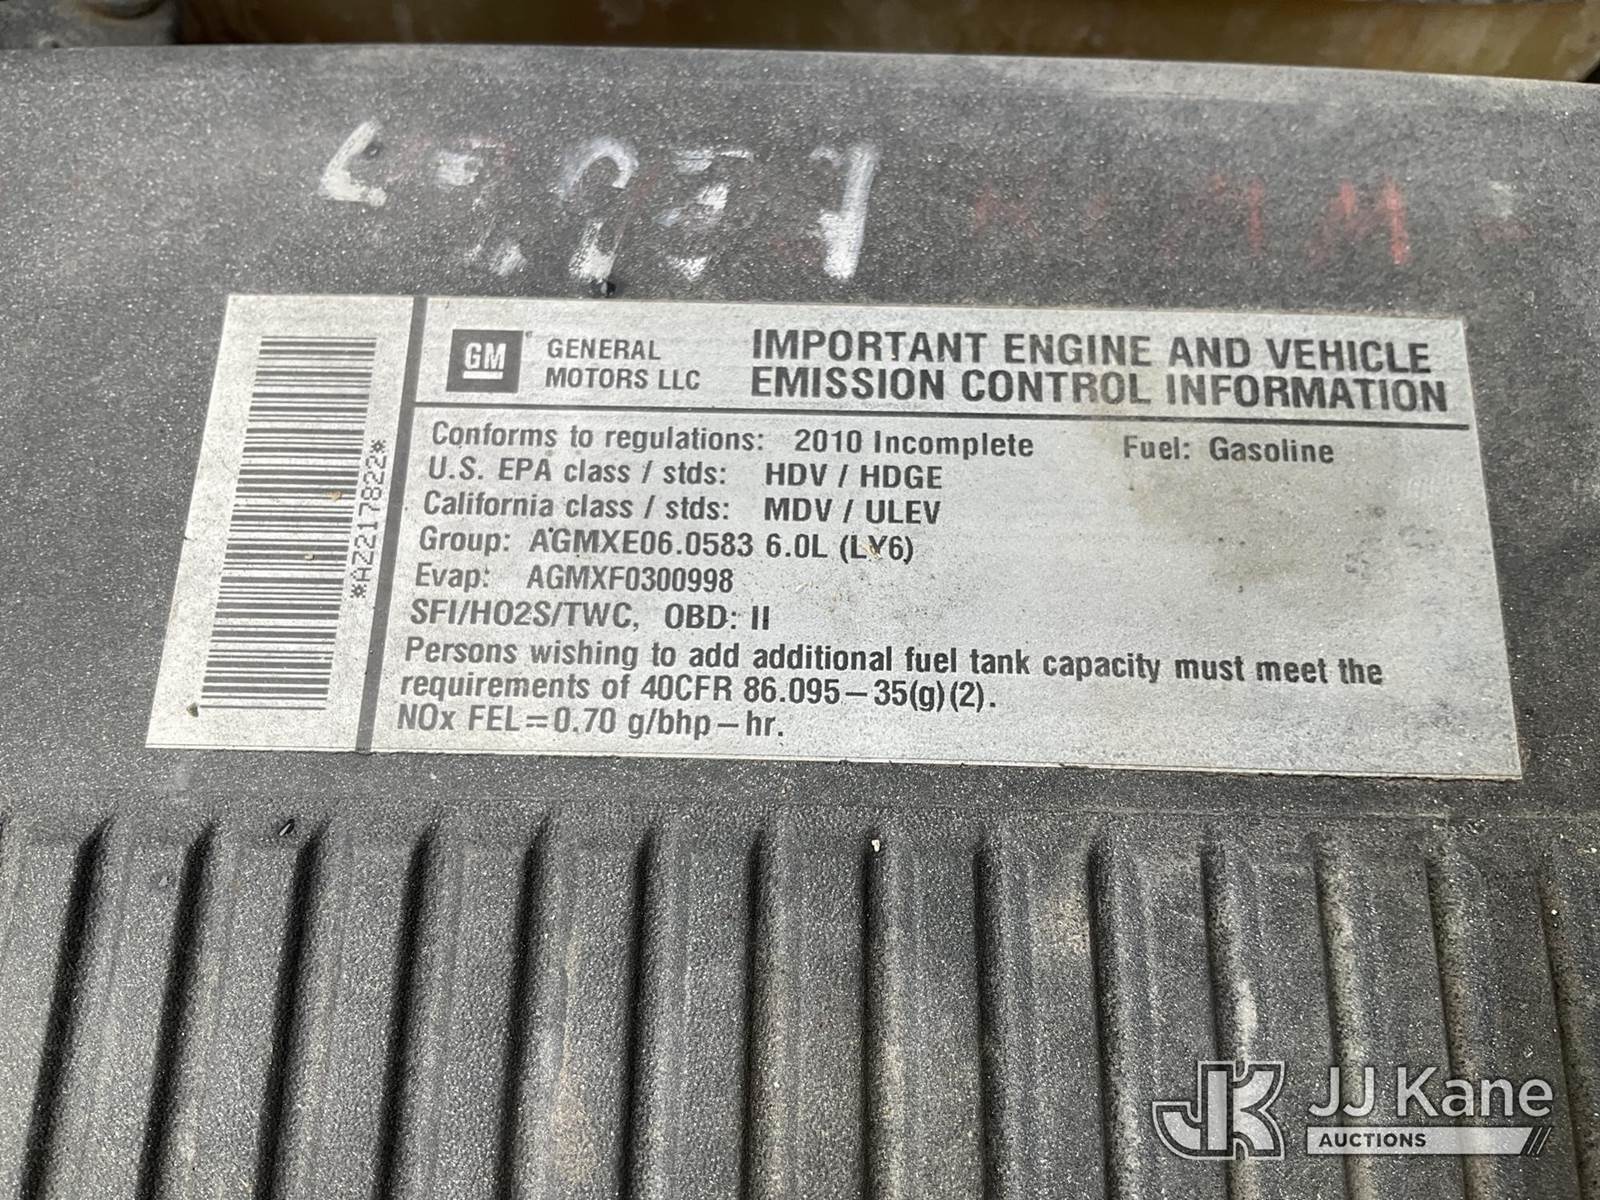 GM GENERAL MOTORS LLC
IMPORTANT ENGINE AND VEHICLE
EMISSION CONTROL INFORMATION
*AZ217822*
Conforms to regulations: 2010 Incomplete Fuel: Gasoline
U.S. EPA class / stds: HDV / HDGE
California class / stds: MDV / ULEV
Group: AGMXE06.0583 6.0L (LY6)
Evap: AGMXF0300998
SFI/HO2S/TWC, OBD: II
Persons wishing to add additional fuel tank capacity must meet the
requirements of 40CFR 86.095-35(g)(2).
NOx FEL=0.70 g/bhp-hr.
JK JJ Kane
AUCTIONS